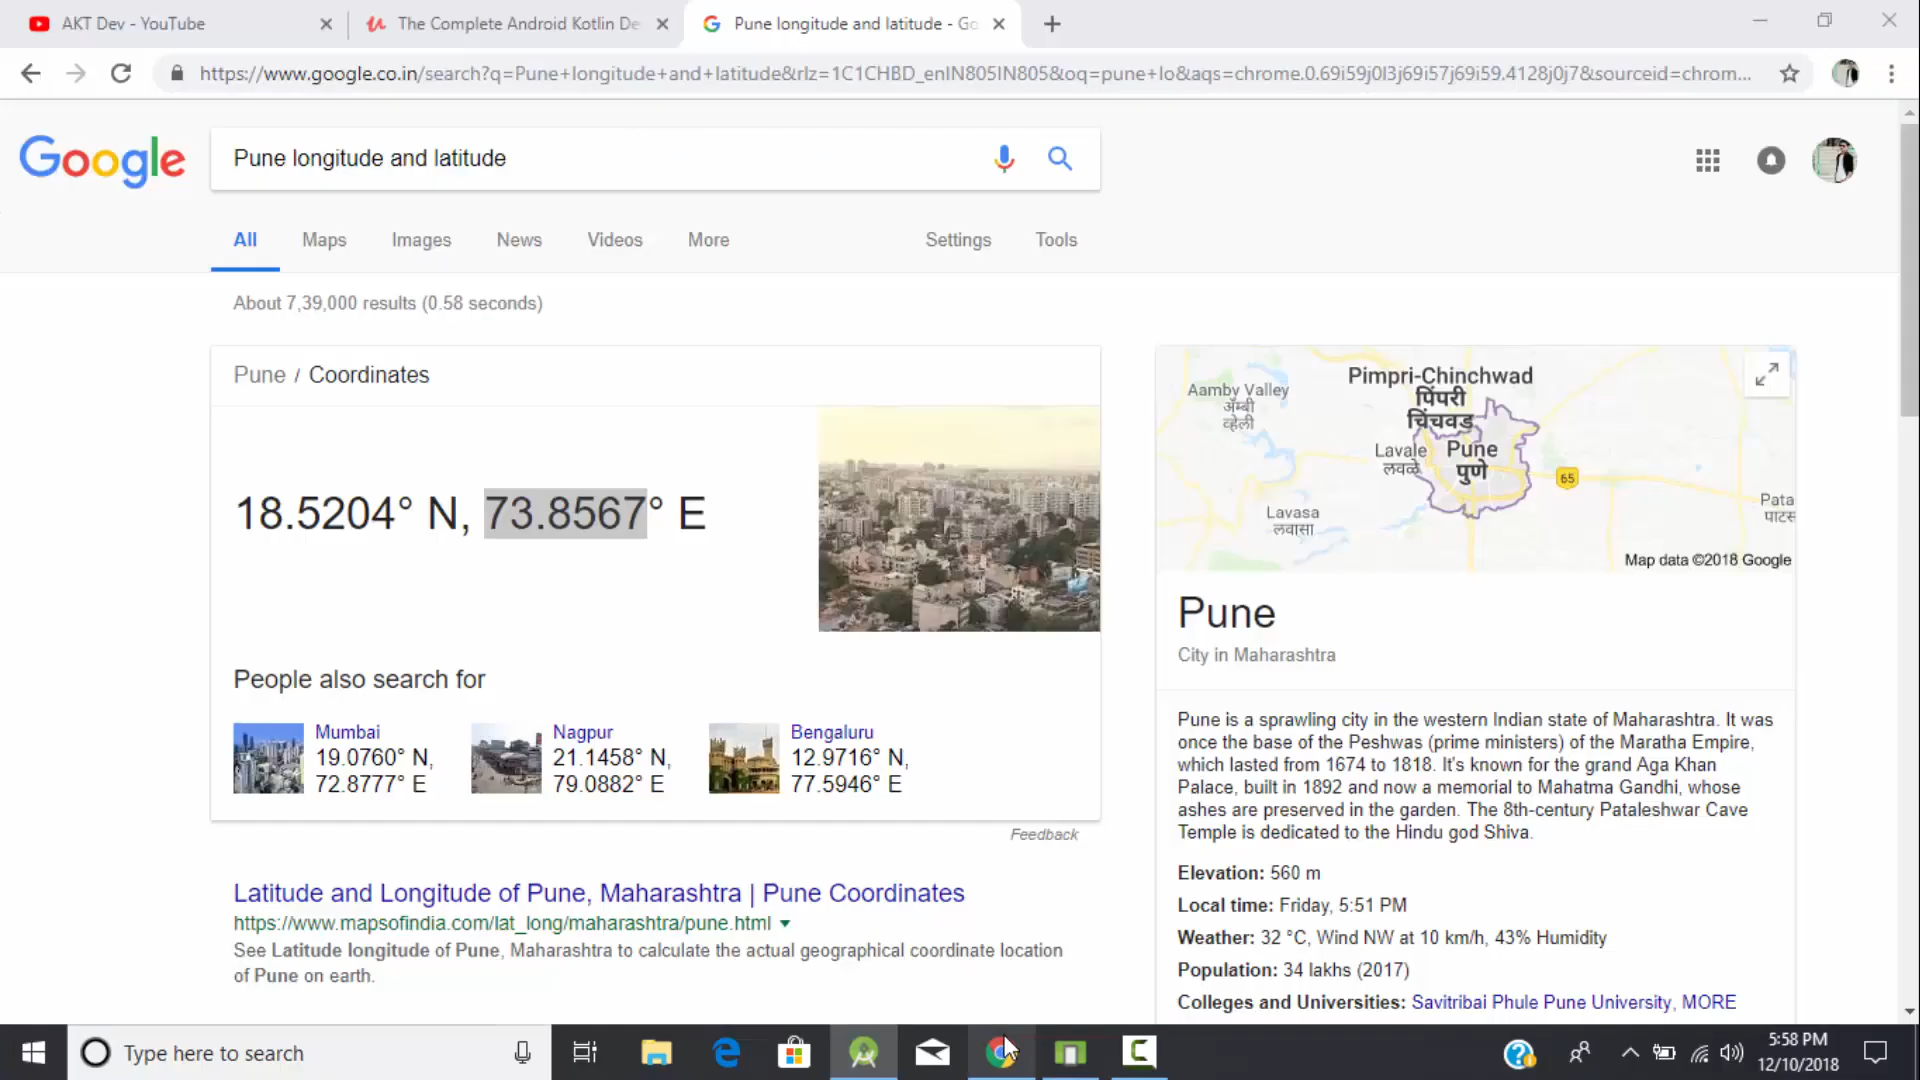 AKT Dev - YouTube
The Complete Android Kotlin De
Pune longitude and latitude - Go
https://www.google.co.in/search?q=Pune+longitude+and+latitude&rlz=1C1CHBD_enIN805IN805&oq=pune+lo&aqs=chrome.0.69i59j0l3j69i57j69i59.4128j0j7&sourceid=chrom...
Google
Pune longitude and latitude
All Maps Images News Videos More Settings Tools
About 7,39,000 results (0.58 seconds)
Pune / Coordinates
18.5204° N, 73.8567° E
People also search for
Mumbai
19.0760° N,
72.8777° E
Nagpur
21.1458° N,
79.0882° E
Bengaluru
12.9716° N,
77.5946° E
Feedback
Latitude and Longitude of Pune, Maharashtra | Pune Coordinates
https://www.mapsofindia.com/lat_long/maharashtra/pune.html
See Latitude longitude of Pune, Maharashtra to calculate the actual geographical coordinate location
of Pune on earth.
Pimpri-Chinchwad
पिंपरी
चिंचवड
Aamby Valley
ॲम्बी
व्हेली
Lavale
लवळे
Pune
पुणे
65
Lavasa
लवासा
Pata
पाटस
Map data ©2018 Google
Pune
City in Maharashtra
Pune is a sprawling city in the western Indian state of Maharashtra. It was
once the base of the Peshwas (prime ministers) of the Maratha Empire,
which lasted from 1674 to 1818. It's known for the grand Aga Khan
Palace, built in 1892 and now a memorial to Mahatma Gandhi, whose
ashes are preserved in the garden. The 8th-century Pataleshwar Cave
Temple is dedicated to the Hindu god Shiva.
Elevation: 560 m
Local time: Friday, 5:51 PM
Weather: 32 °C, Wind NW at 10 km/h, 43% Humidity
Population: 34 lakhs (2017)
Colleges and Universities: Savitribai Phule Pune University, MORE
Type here to search
5:58 PM
12/10/2018